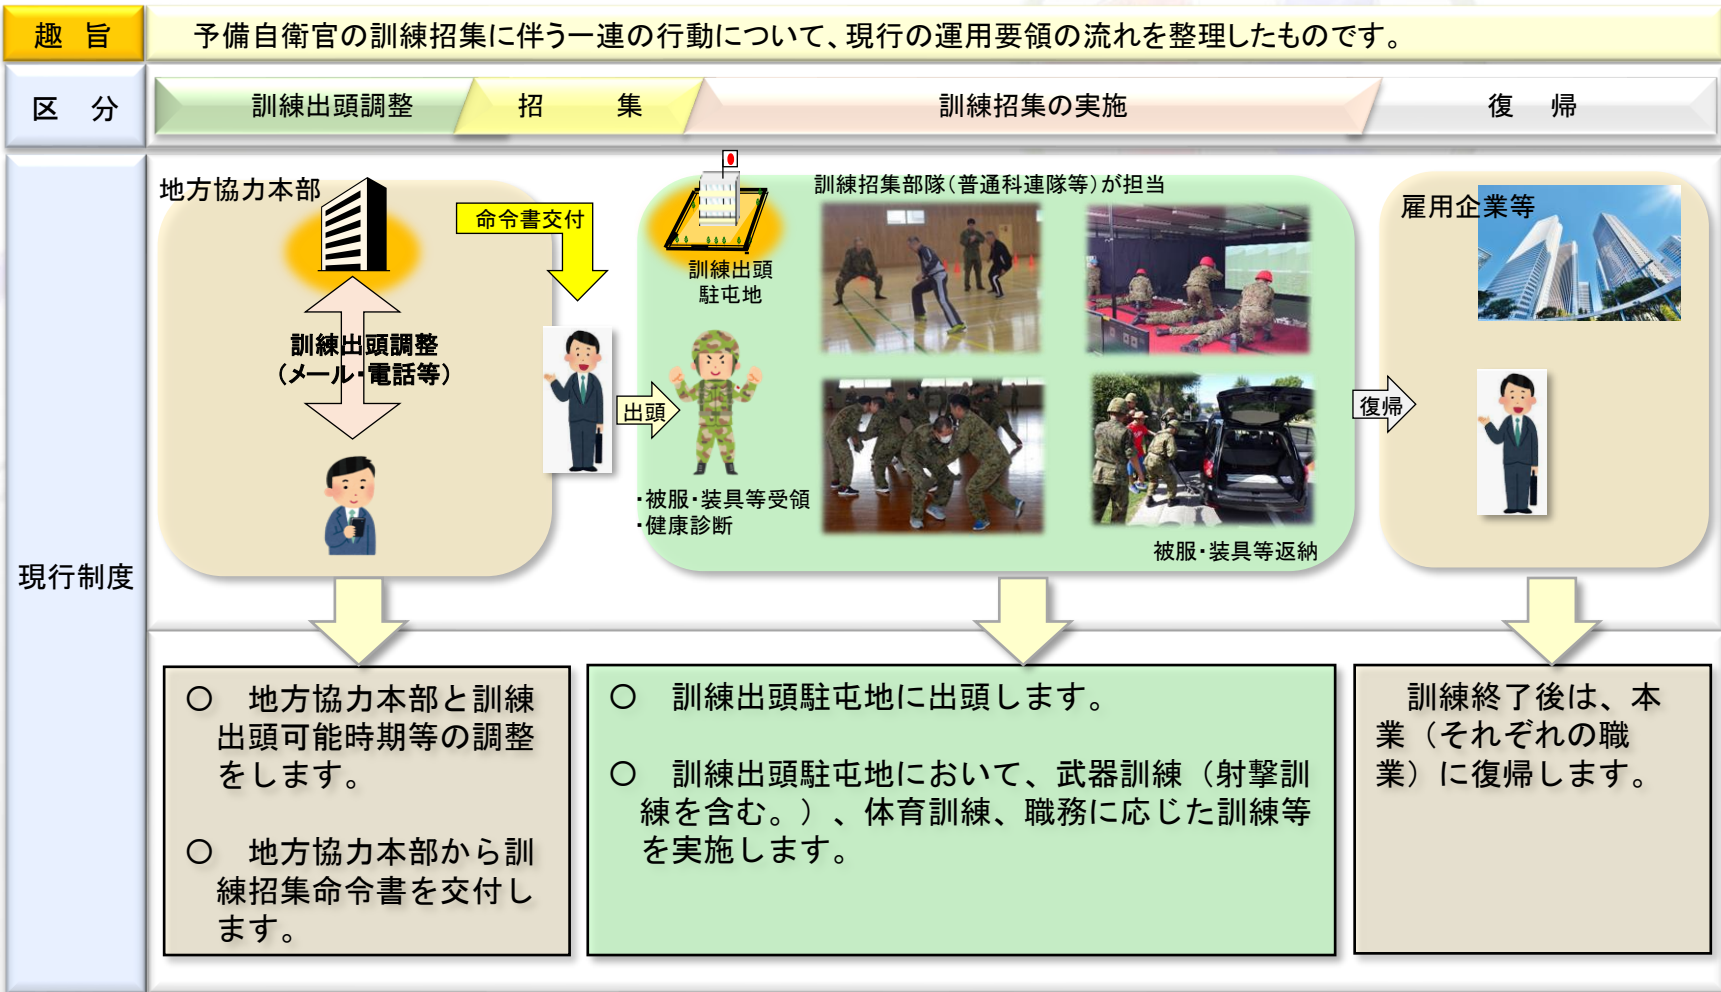 趣 旨
予備自衛官の訓練招集に伴う一連の行動について、現行の運用要領の流れを整理したものです。
区 分
訓練出頭調整
招 集
訓練招集の実施
復 帰
現行制度
地方協力本部
訓練出頭調整
(メール・電話等)
命令書交付
出頭
訓練出頭
駐屯地
・被服・装具等受領
・健康診断
訓練招集部隊(普通科連隊等)が担当
被服・装具等返納
復帰
雇用企業等
○ 地方協力本部と訓練
出頭可能時期等の調整
をします。
○ 地方協力本部から訓
練招集命令書を交付し
ます。
○ 訓練出頭駐屯地に出頭します。
○ 訓練出頭駐屯地において、武器訓練(射撃訓
練を含む。)、体育訓練、職務に応じた訓練等
を実施します。
訓練終了後は、本
業(それぞれの職
業)に復帰します。